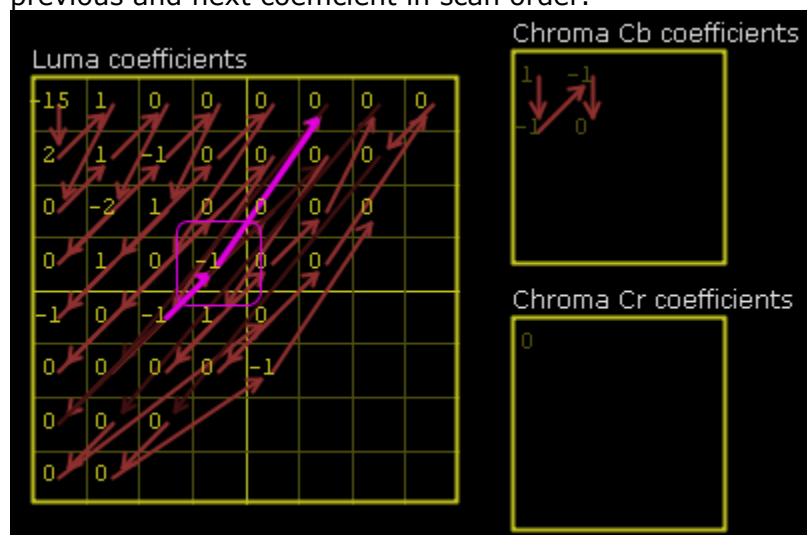 previous and next coefficient in scan order.
Chroma Cb coefficients
Luma coefficients
1 -1
-1 0
-15 1 0 0 0 0 0 0
2 1 -1 0 0 0 0
0 -2 1 0 0 0 0
0 1 0 -1 0 0
-1 0 -1 1 0
0 0 0 0 -1
0 0 0
0 0
Chroma Cr coefficients
0